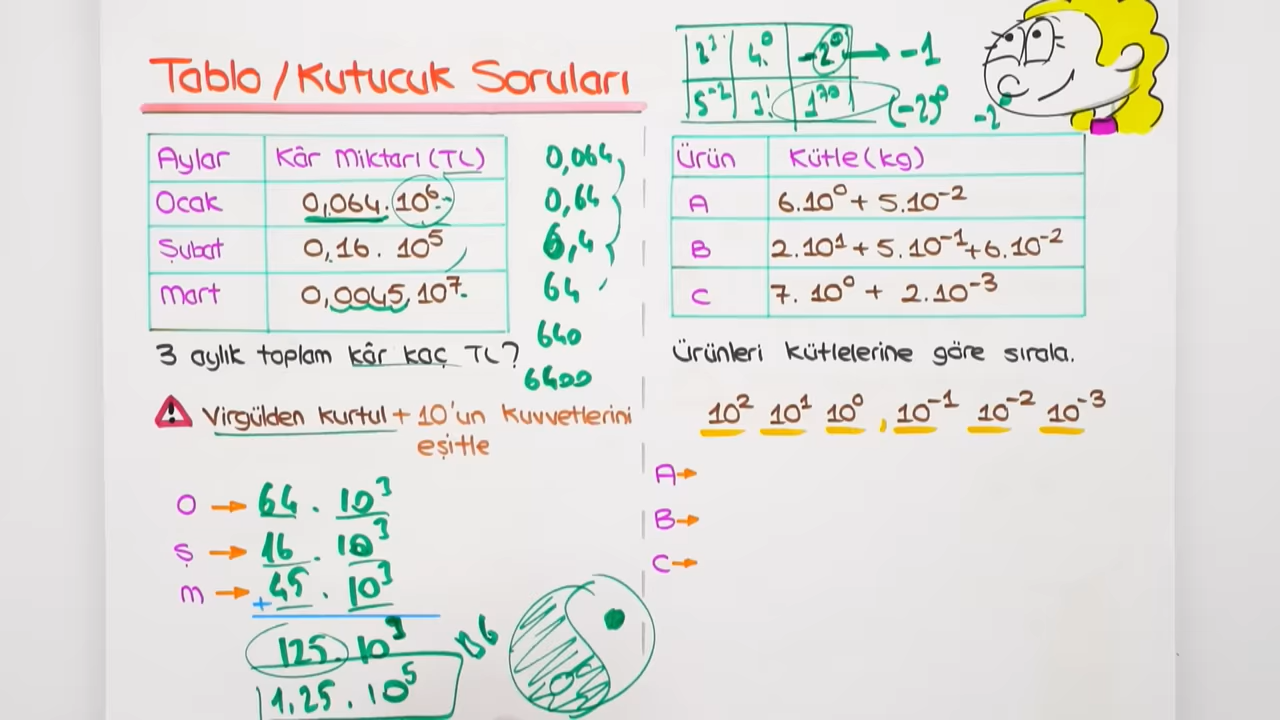 Tablo / Kutucuk Soruları
Aylar Kâr Miktarı (TL)
Ocak 0,064 . 10⁶
Şubat 0,16 . 10⁵
Mart 0,0045 . 10⁷
3 aylık toplam kâr kaç TL?
Virgülden kurtul + 10'un kuvvetlerini
eşitle
O → 64 . 10³
Ş → 16 . 10³
M → 45 . 10³
+
125 . 10³
1,25 . 10⁵
BG
0,064
0,64
6,4
64
640
6400
4⁰ -2⁰ → -1
5⁻² 1⁷⁰ (-2)⁰
-2⁰
Ürün Kütle (kg)
A 6.10⁰ + 5.10⁻²
B 2.10¹ + 5.10⁻¹ + 6.10⁻²
C 7.10⁰ + 2.10⁻³
Ürünleri kütlelerine göre sırala.
10² 10¹ 10⁰ , 10⁻¹ 10⁻² 10⁻³
A →
B →
C →